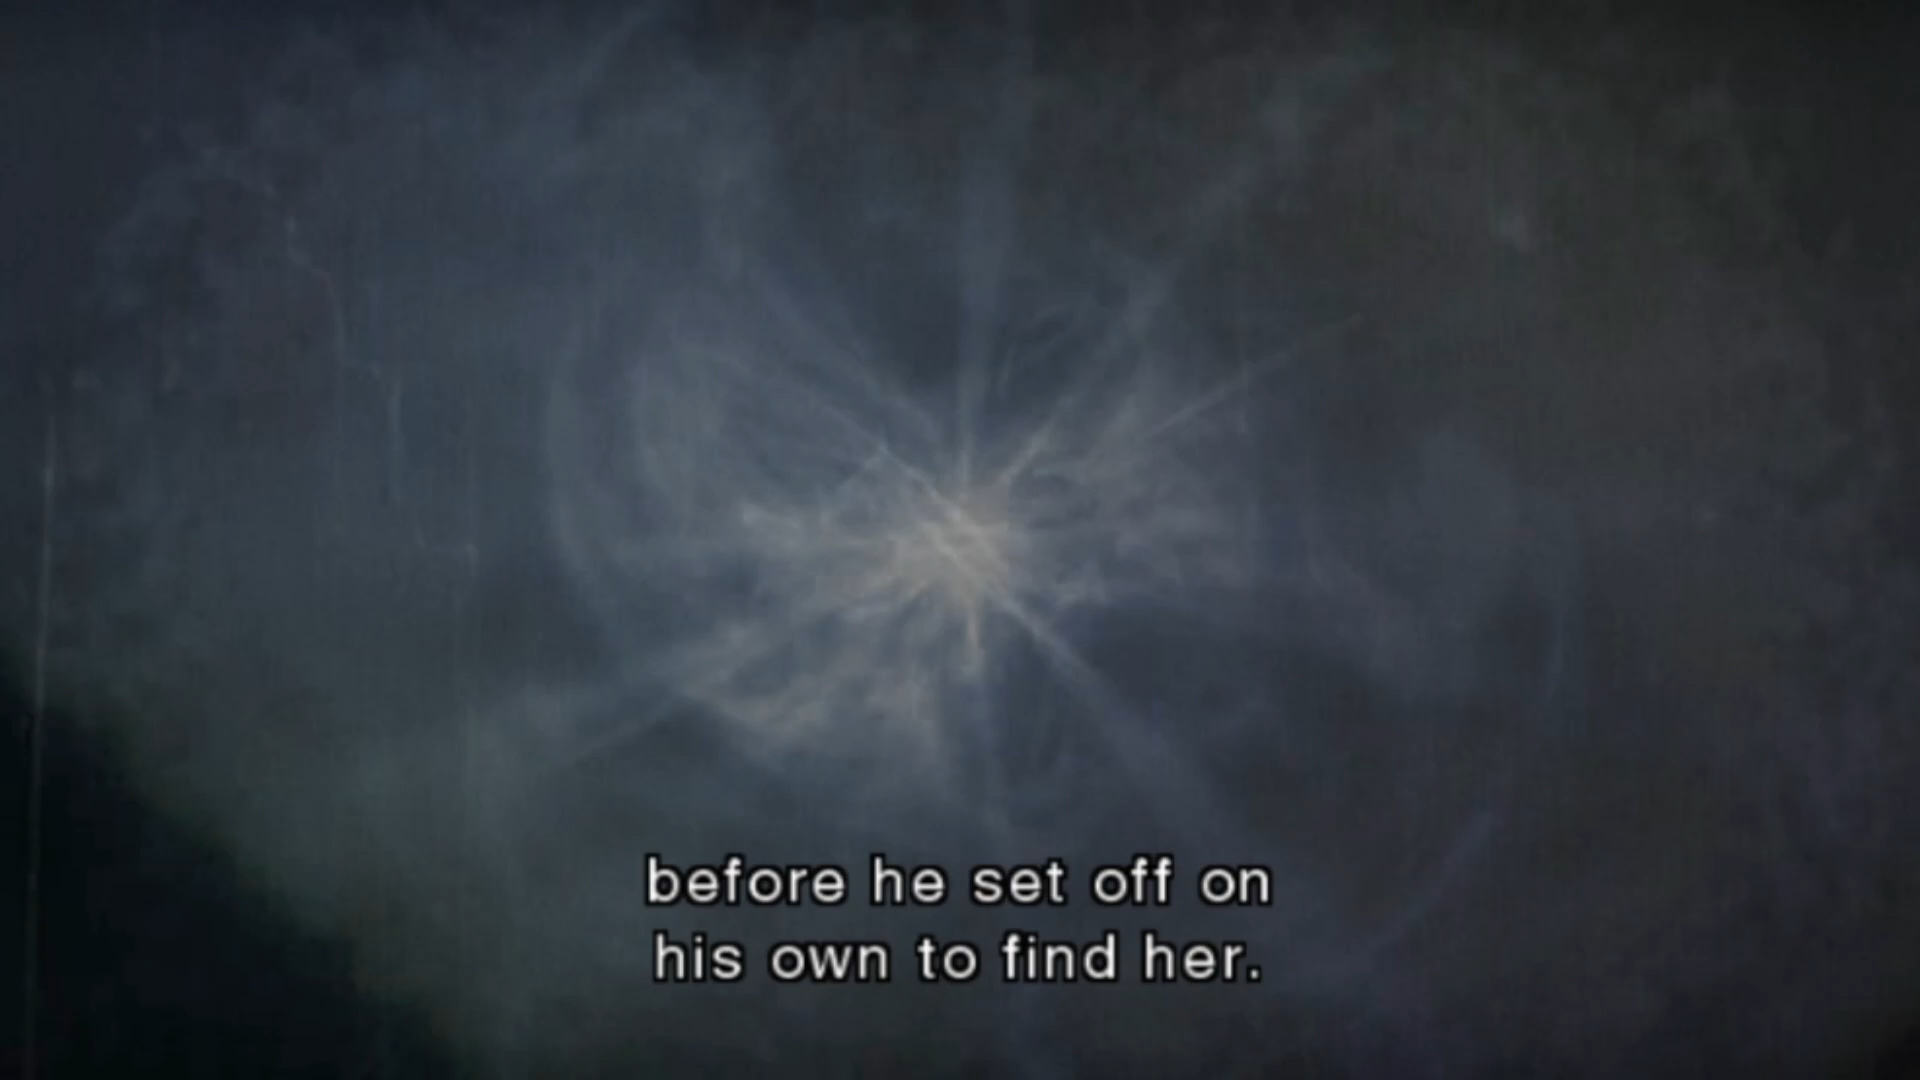 before he set off on
his own to find her.